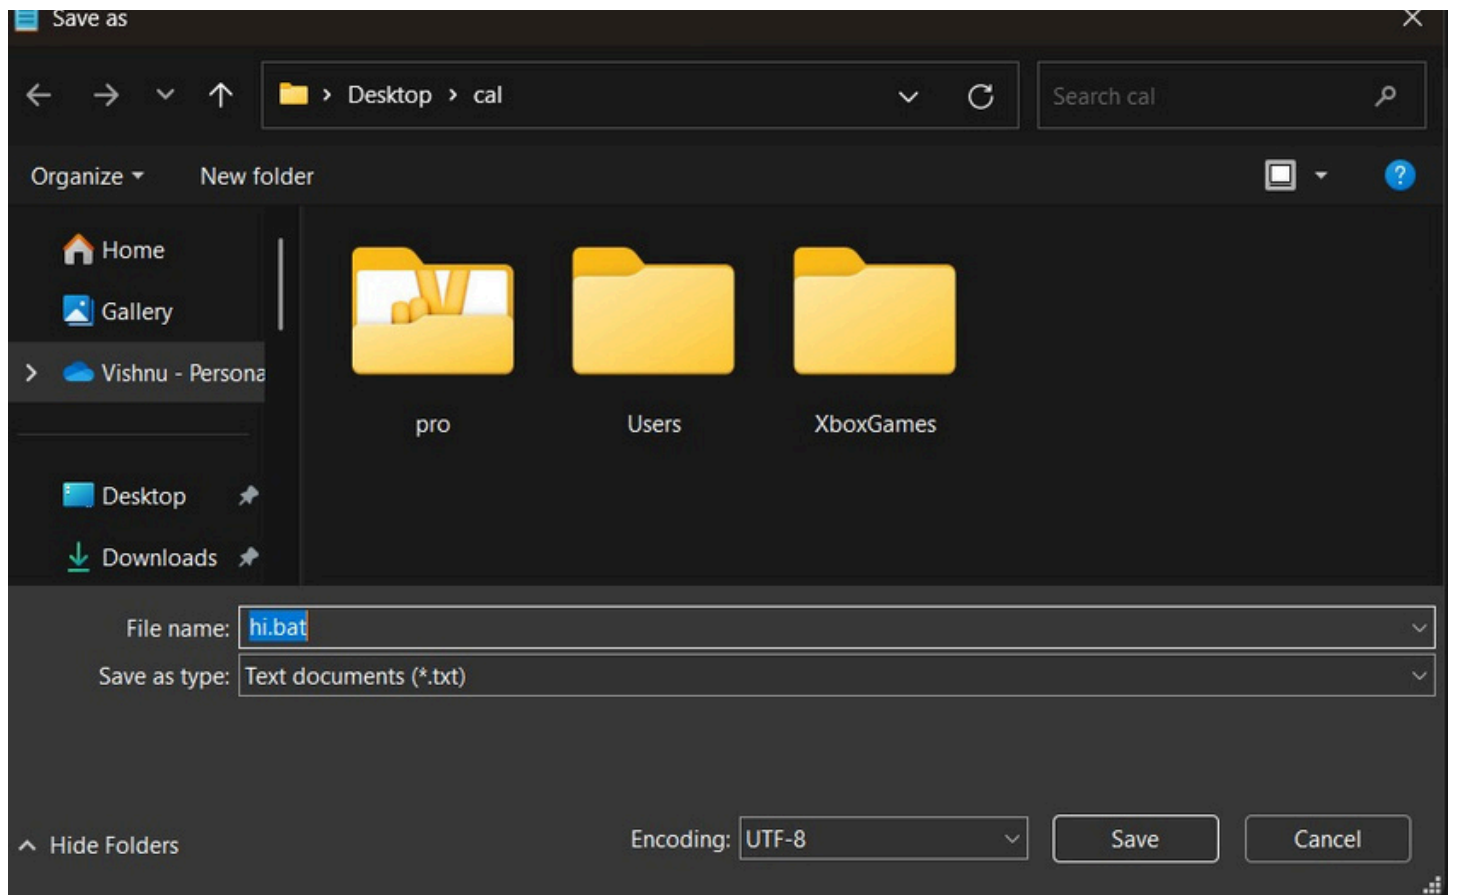 Save as
Desktop > cal
Search cal
Organize
New folder
Home
Gallery
Vishnu - Persona
Desktop
Downloads
pro
Users
XboxGames
File name: hi.bat
Save as type: Text documents (*.txt)
Hide Folders
Encoding: UTF-8
Save
Cancel